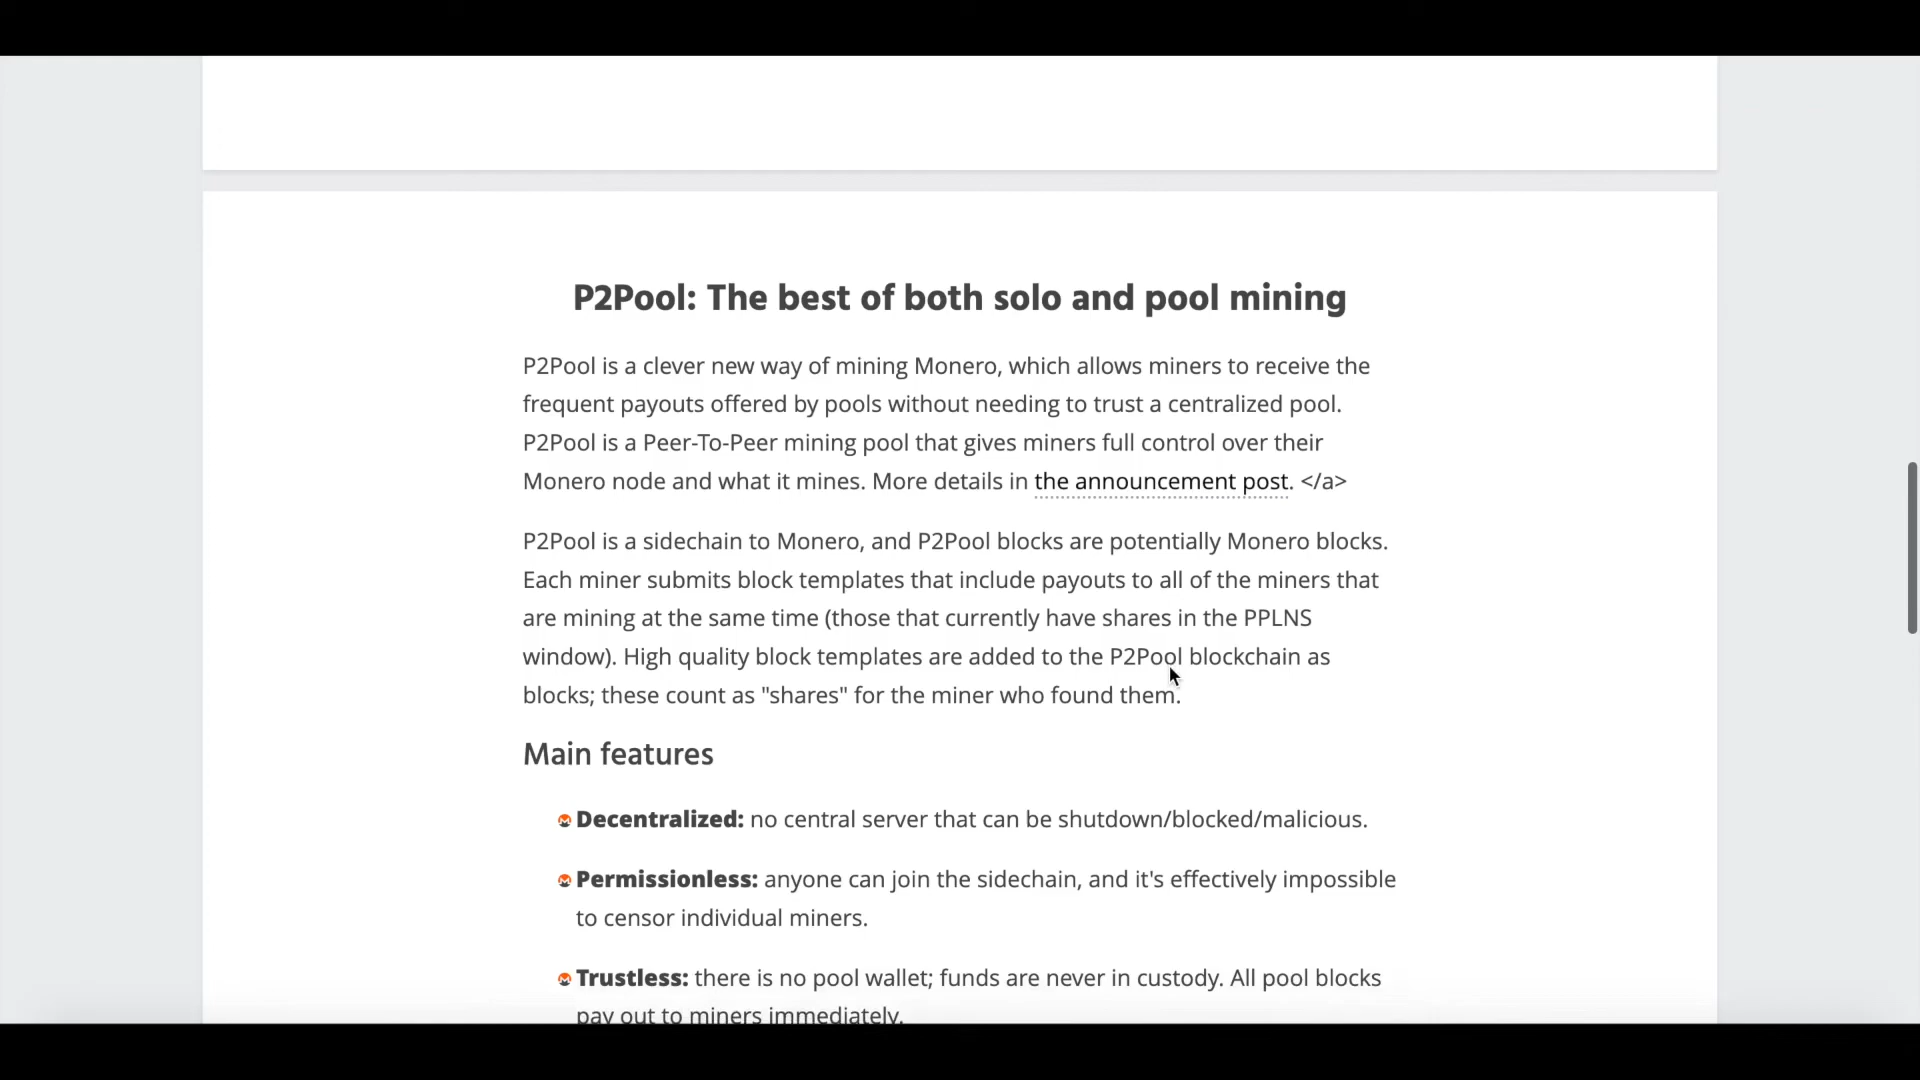 P2Pool: The best of both solo and pool mining
P2Pool is a clever new way of mining Monero, which allows miners to receive the
frequent payouts offered by pools without needing to trust a centralized pool.
P2Pool is a Peer-To-Peer mining pool that gives miners full control over their
Monero node and what it mines. More details in the announcement post. </a>
P2Pool is a sidechain to Monero, and P2Pool blocks are potentially Monero blocks.
Each miner submits block templates that include payouts to all of the miners that
are mining at the same time (those that currently have shares in the PPLNS
window). High quality block templates are added to the P2Pool blockchain as
blocks; these count as "shares" for the miner who found them.
Main features
Decentralized: no central server that can be shutdown/blocked/malicious.
Permissionless: anyone can join the sidechain, and it's effectively impossible
to censor individual miners.
Trustless: there is no pool wallet; funds are never in custody. All pool blocks
pay out to miners immediately.